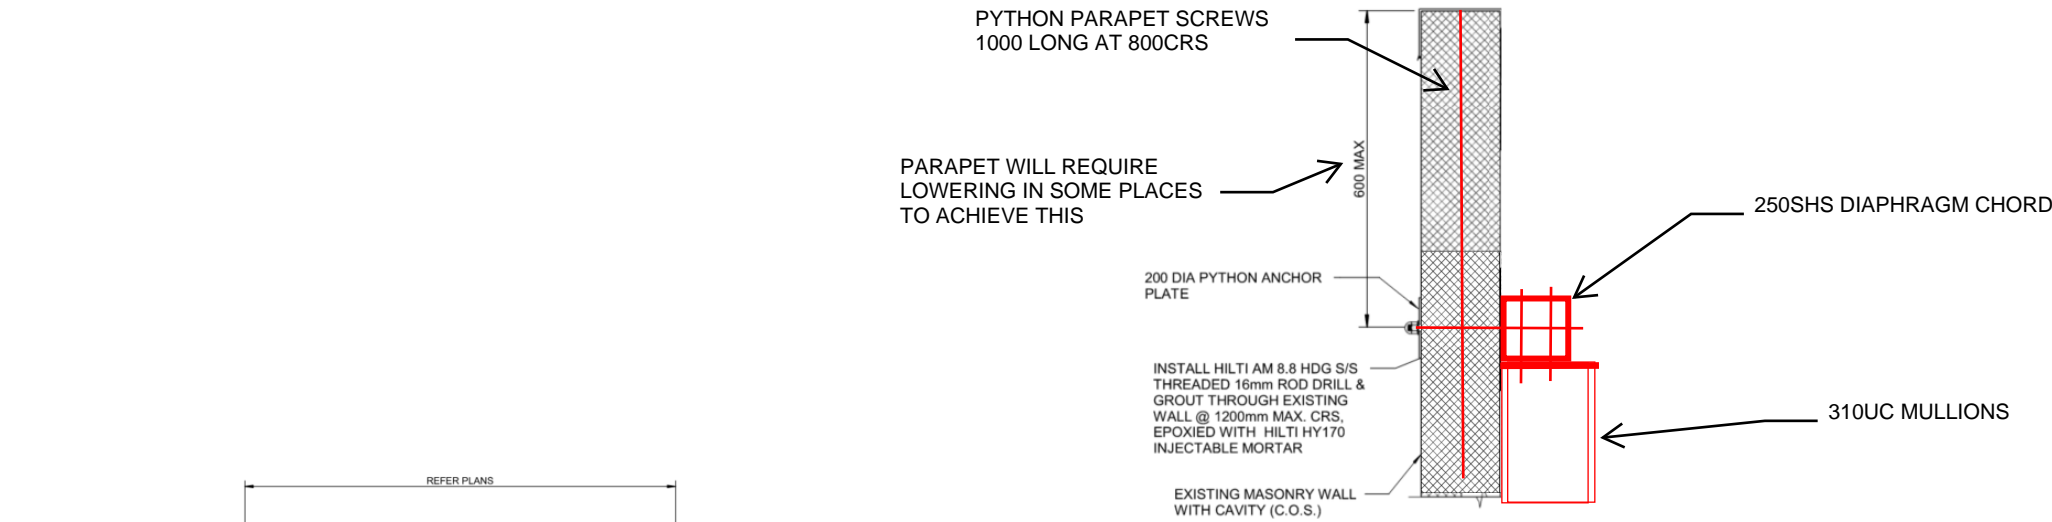 PYTHON PARAPET SCREWS
1000 LONG AT 800CRS
PARAPET WILL REQUIRE
LOWERING IN SOME PLACES
TO ACHIEVE THIS
600 MAX
250SHS DIAPHRAGM CHORD
200 DIA PYTHON ANCHOR
PLATE
INSTALL HILTI AM 8.8 HDG S/S
THREADED 16mm ROD DRILL &
GROUT THROUGH EXISTING
WALL @ 1200mm MAX. CRS,
EPOXIED WITH HILTI HY170
INJECTABLE MORTAR
310UC MULLIONS
REFER PLANS
EXISTING MASONRY WALL
WITH CAVITY (C.O.S.)